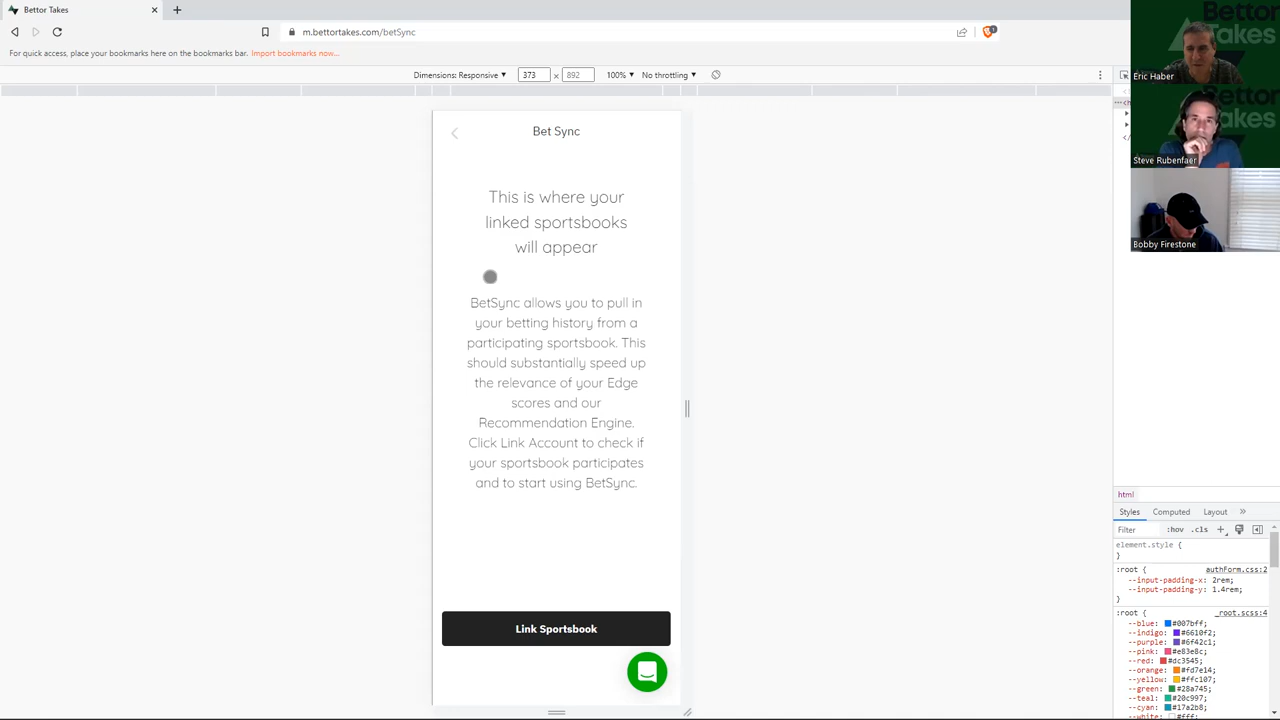 Bettor Takes
m.bettortakes.com/betSync
For quick access, place your bookmarks here on the bookmarks bar. Import bookmarks now...
Dimensions: Responsive 373 × 892 100% No throttling
Bet Sync
This is where your
linked sportsbooks
will appear
BetSync allows you to pull in
your betting history from a
participating sportsbook. This
should substantially speed up
the relevance of your Edge
scores and our
Recommendation Engine.
Click Link Account to check if
your sportsbook participates
and to start using BetSync.
Link Sportsbook
Bettor
Takes
Eric Haber
Bettor
Takes
Steve Rubenfaer
Bobby Firestone
html
Styles Computed Layout
Filter :hov .cls
element.style {
}
:root { authForm.css:2
--input-padding-x: 2rem;
--input-padding-y: 1.4rem;
}
:root { _root.scss:4
--blue: #007bff;
--indigo: #6610f2;
--purple: #6f42c1;
--pink: #e83e8c;
--red: #dc3545;
--orange: #fd7e14;
--yellow: #ffc107;
--green: #28a745;
--teal: #20c997;
--cyan: #17a2b8;
--white: #fff;